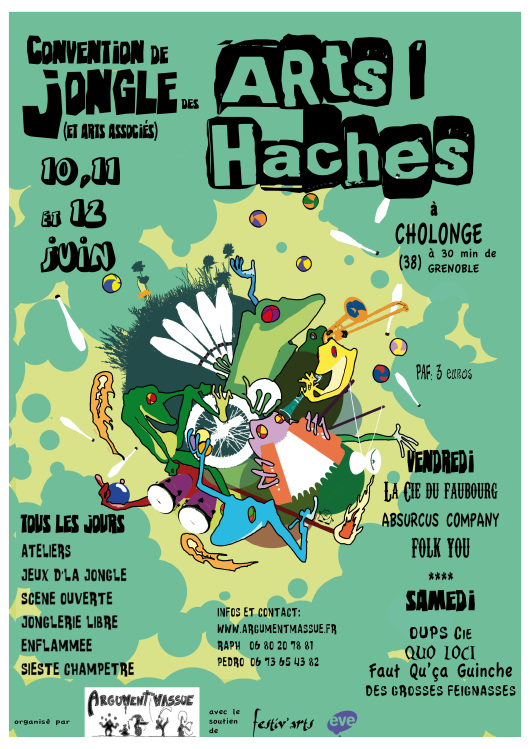 CONVENTION DE
JONGLE DES
(ET ARTS ASSOCIÉS)
ARts'
Haches
10, 11
ET 12
JUIN
à
CHOLONGE
(38) à 30 min de
GRENOBLE
PAF: 3 euros
VENDREDI
LA CIE DU FAUBOURG
ABSURCUS COMPANY
FOLK YOU
****
SAMEDI
OUPS CIE
QUO LOCI
Faut Qu'ça Guinche
DES GROSSES FEIGNASSES
TOUS LES JOURS
ATELIERS
JEUX D'LA JONGLE
SCENE OUVERTE
JONGLERIE LIBRE
ENFLAMMEE
SIESTE CHAMPETRE
INFOS ET CONTACT:
WWW.ARGUMENTMASSUE.FR
RAPH 06 80 20 78 81
PEDRO 06 73 65 43 82
organisé par
ARGUMENT MASSUE
avec le
soutien
de
festiv'arts
ève